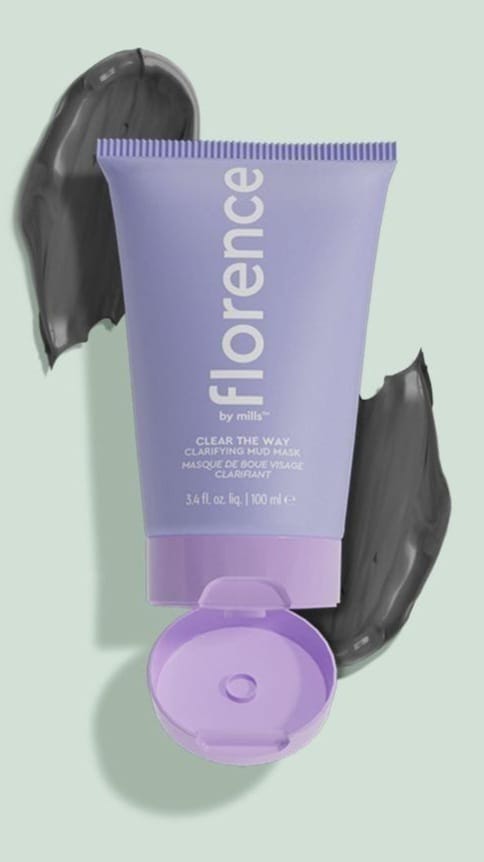 florence
by mills™
CLEAR THE WAY
CLARIFYING MUD MASK
MASQUE DE BOUE VISAGE
CLARIFIANT
3.4 fl. oz. liq. | 100 ml ℮